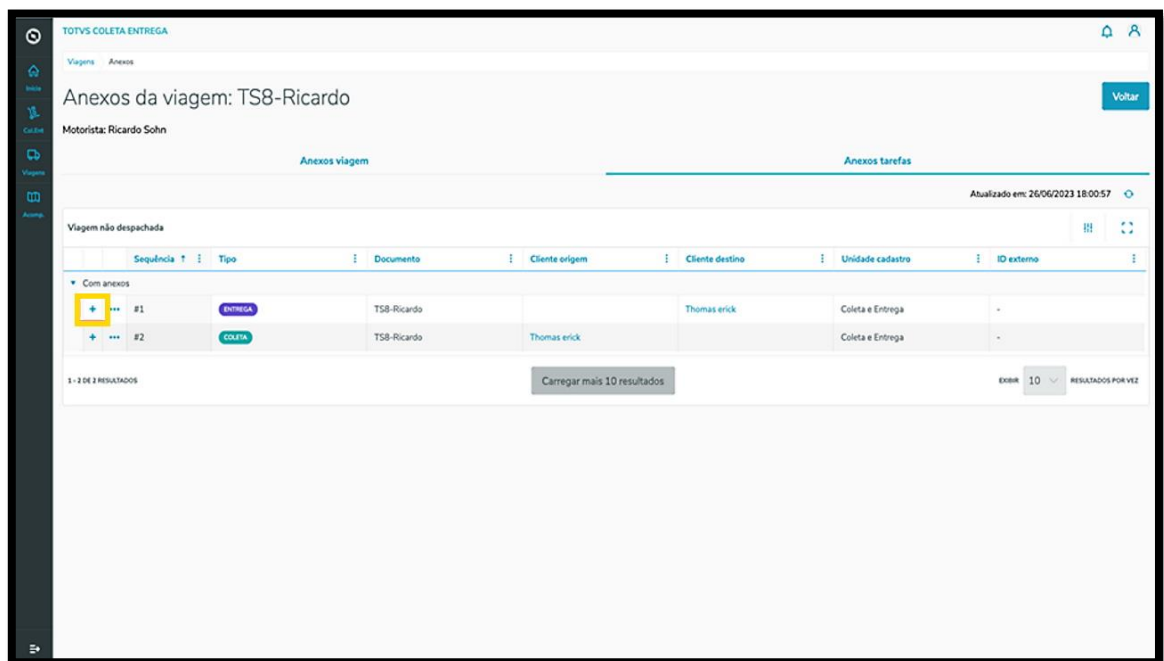 TOTVS COLETA ENTREGA
Viagens Anexos
Início
Anexos da viagem: TS8-Ricardo
Voltar
Col.Ent
Motorista: Ricardo Sohn
Viagens
Anexos viagem Anexos tarefas
Acomp.
Atualizado em: 26/06/2023 18:00:57
Viagem não despachada
Sequência Tipo Documento Cliente origem Cliente destino Unidade cadastro ID externo
Com anexos
+ ••• #1 ENTREGA TS8-Ricardo Thomas erick Coleta e Entrega -
+ ••• #2 COLETA TS8-Ricardo Thomas erick Coleta e Entrega -
1 - 2 DE 2 RESULTADOS Carregar mais 10 resultados EXIBIR 10 RESULTADOS POR VEZ